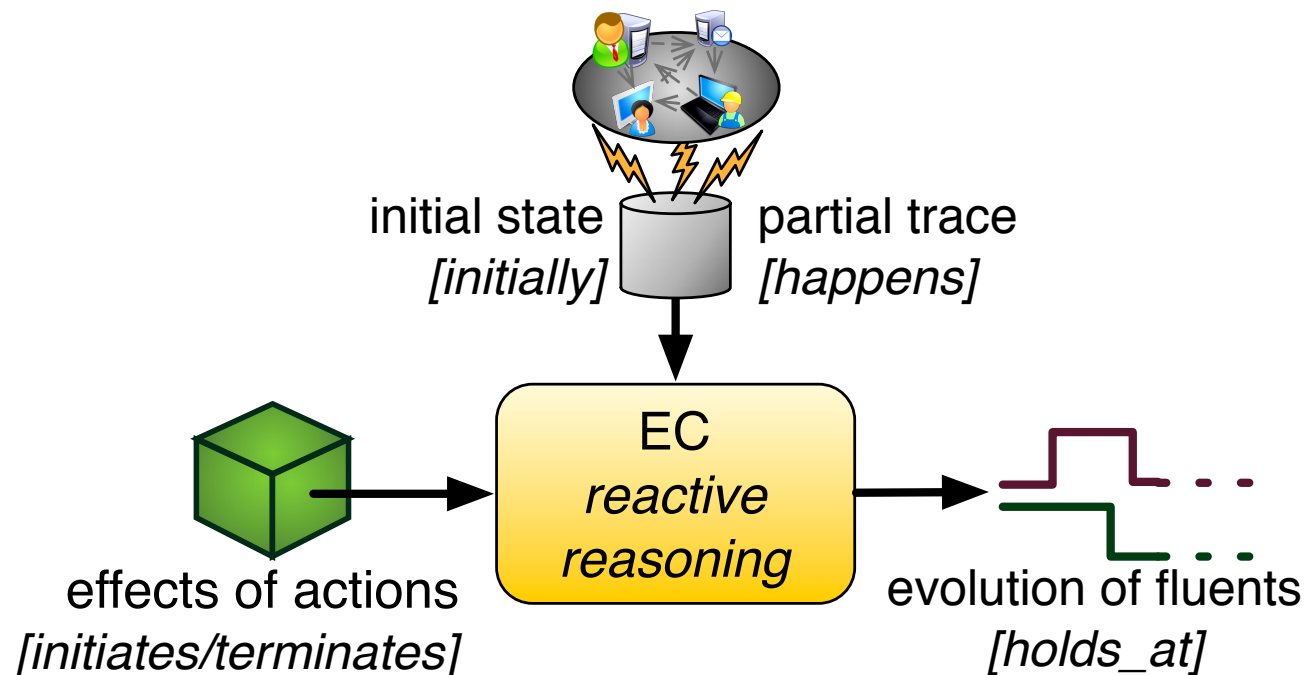 initial state
[initially]
partial trace
[happens]
EC
reactive
reasoning
effects of actions
[initiates/terminates]
evolution of fluents
[holds_at]